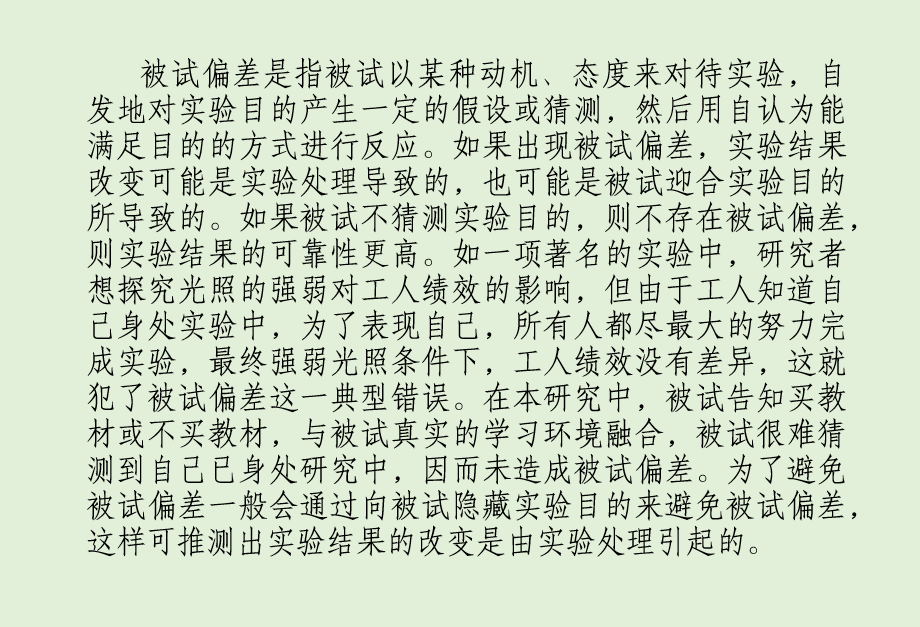 被试偏差是指被试以某种动机、态度来对待实验，自
发地对实验目的产生一定的假设或猜测，然后用自认为能
满足目的的方式进行反应。如果出现被试偏差，实验结果
改变可能是实验处理导致的，也可能是被试迎合实验目的
所导致的。如果被试不猜测实验目的，则不存在被试偏差，
则实验结果的可靠性更高。如一项著名的实验中，研究者
想探究光照的强弱对工人绩效的影响，但由于工人知道自
己身处实验中，为了表现自己，所有人都尽最大的努力完
成实验，最终强弱光照条件下，工人绩效没有差异，这就
犯了被试偏差这一典型错误。在本研究中，被试告知买教
材或不买教材，与被试真实的学习环境融合，被试很难猜
测到自己已身处研究中，因而未造成被试偏差。为了避免
被试偏差一般会通过向被试隐藏实验目的来避免被试偏差，
这样可推测出实验结果的改变是由实验处理引起的。